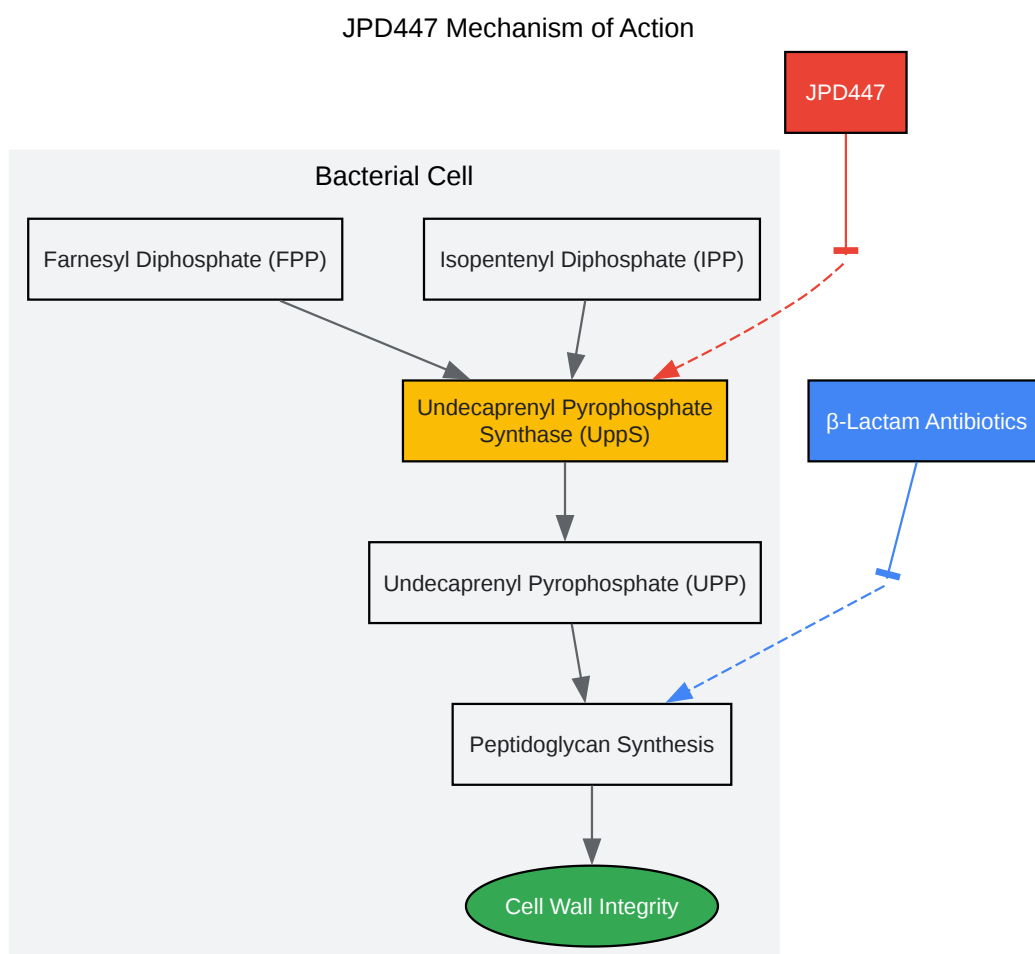 JPD447 Mechanism of Action
JPD447
Bacterial Cell
Farnesyl Diphosphate (FPP)
Isopentenyl Diphosphate (IPP)
Undecaprenyl Pyrophosphate
Synthase (UppS)
β-Lactam Antibiotics
Undecaprenyl Pyrophosphate (UPP)
Peptidoglycan Synthesis
Cell Wall Integrity